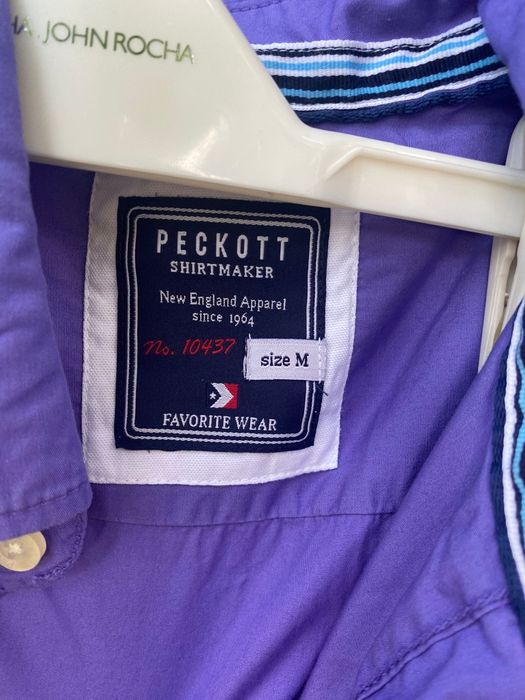 JOHN ROCHA
PECKOTT
SHIRTMAKER
New England Apparel
since 1964
No. 10437
size M
FAVORITE WEAR